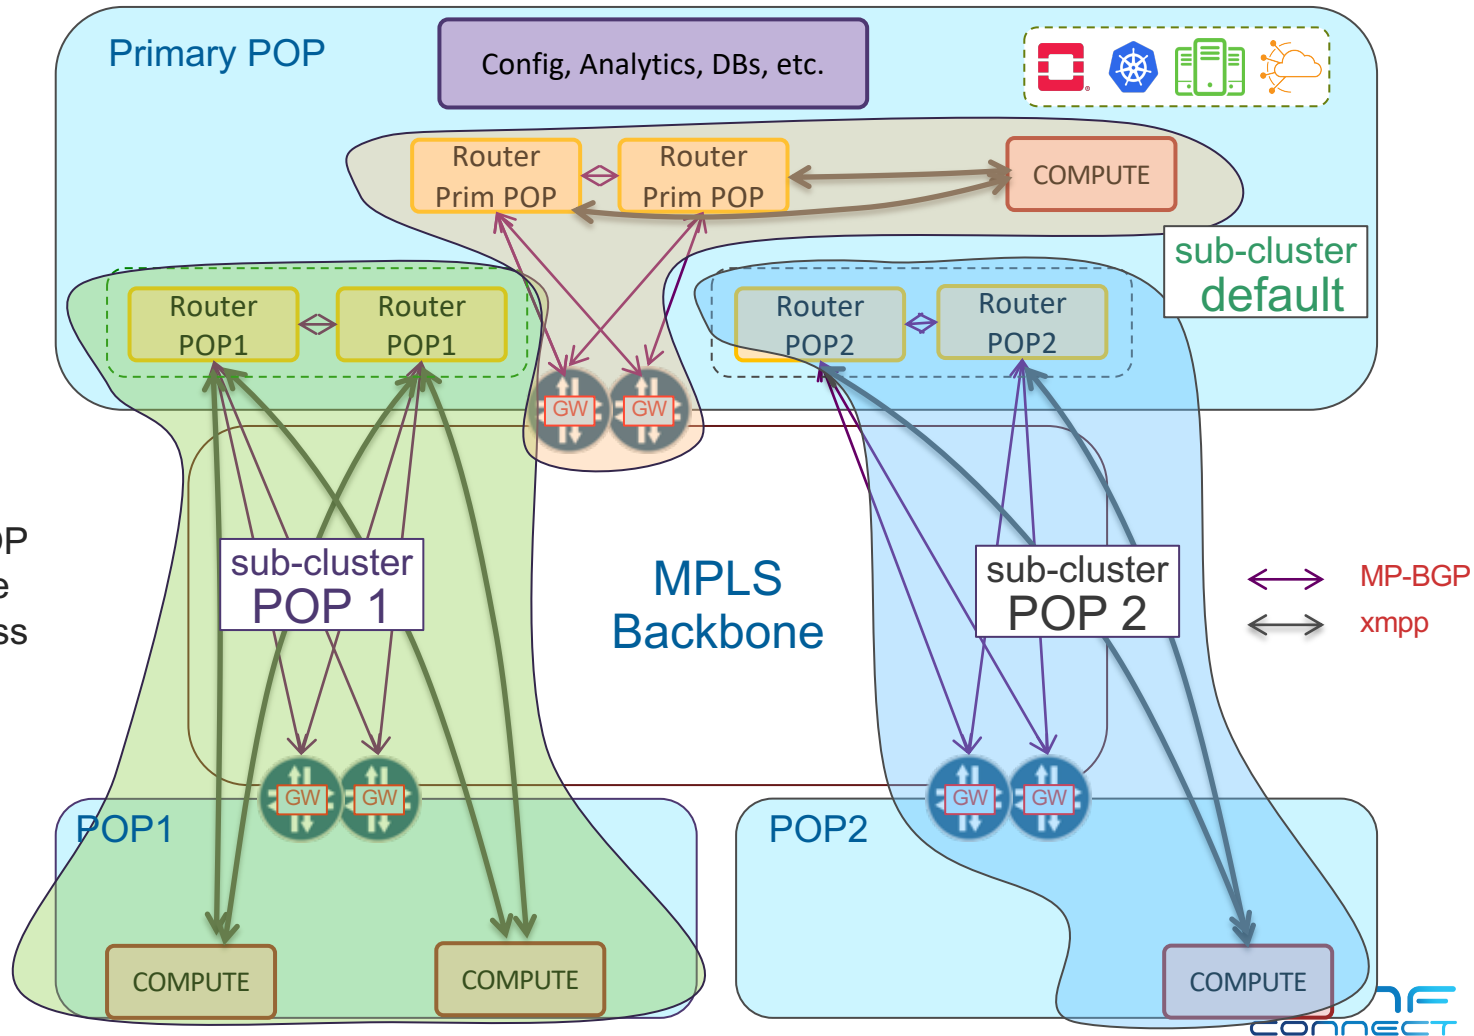 Primary POP
Config, Analytics, DBs, etc.
Router
Prim POP
Router
Prim POP
COMPUTE
sub-cluster
default
Router
POP1
Router
POP1
Router
POP2
Router
POP2
GW
GW
sub-cluster
POP 1
MPLS
Backbone
sub-cluster
POP 2
MP-BGP
xmpp
GW
GW
GW
GW
POP1
POP2
COMPUTE
COMPUTE
COMPUTE
CONNECT